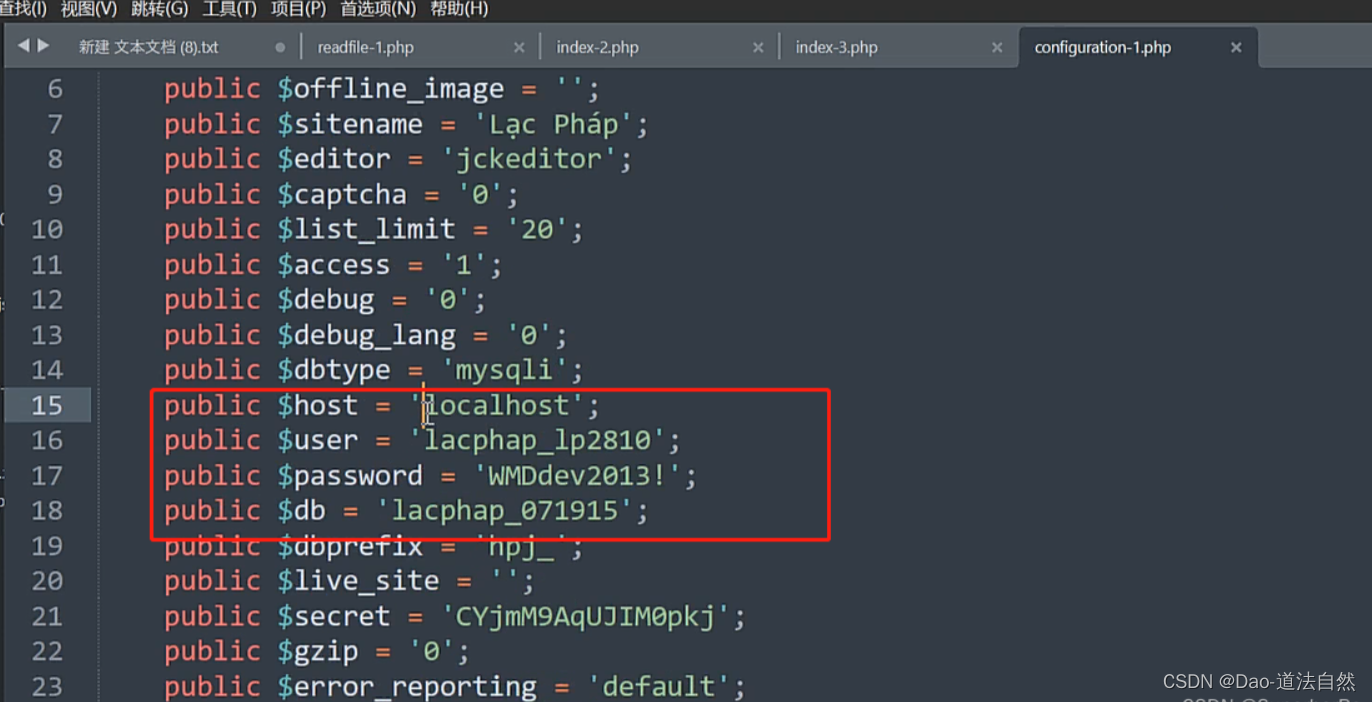 查找(I) 视图(V) 跳转(G) 工具(T) 项目(P) 首选项(N) 帮助(H)
新建 文本文档 (8).txt readfile-1.php index-2.php index-3.php configuration-1.php
6 public $offline_image = '';
7 public $sitename = 'Lạc Pháp';
8 public $editor = 'jckeditor';
9 public $captcha = '0';
10 public $list_limit = '20';
11 public $access = '1';
12 public $debug = '0';
13 public $debug_lang = '0';
14 public $dbtype = 'mysqli';
15 public $host = 'localhost';
16 public $user = 'lacphap_lp2810';
17 public $password = 'WMDdev2013!';
18 public $db = 'lacphap_071915';
19 public $dbprefix = 'hpj_';
20 public $live_site = '';
21 public $secret = 'CYjmM9AqUJIM0pkj';
22 public $gzip = '0';
23 public $error_reporting = 'default';
CSDN @Dao-道法自然